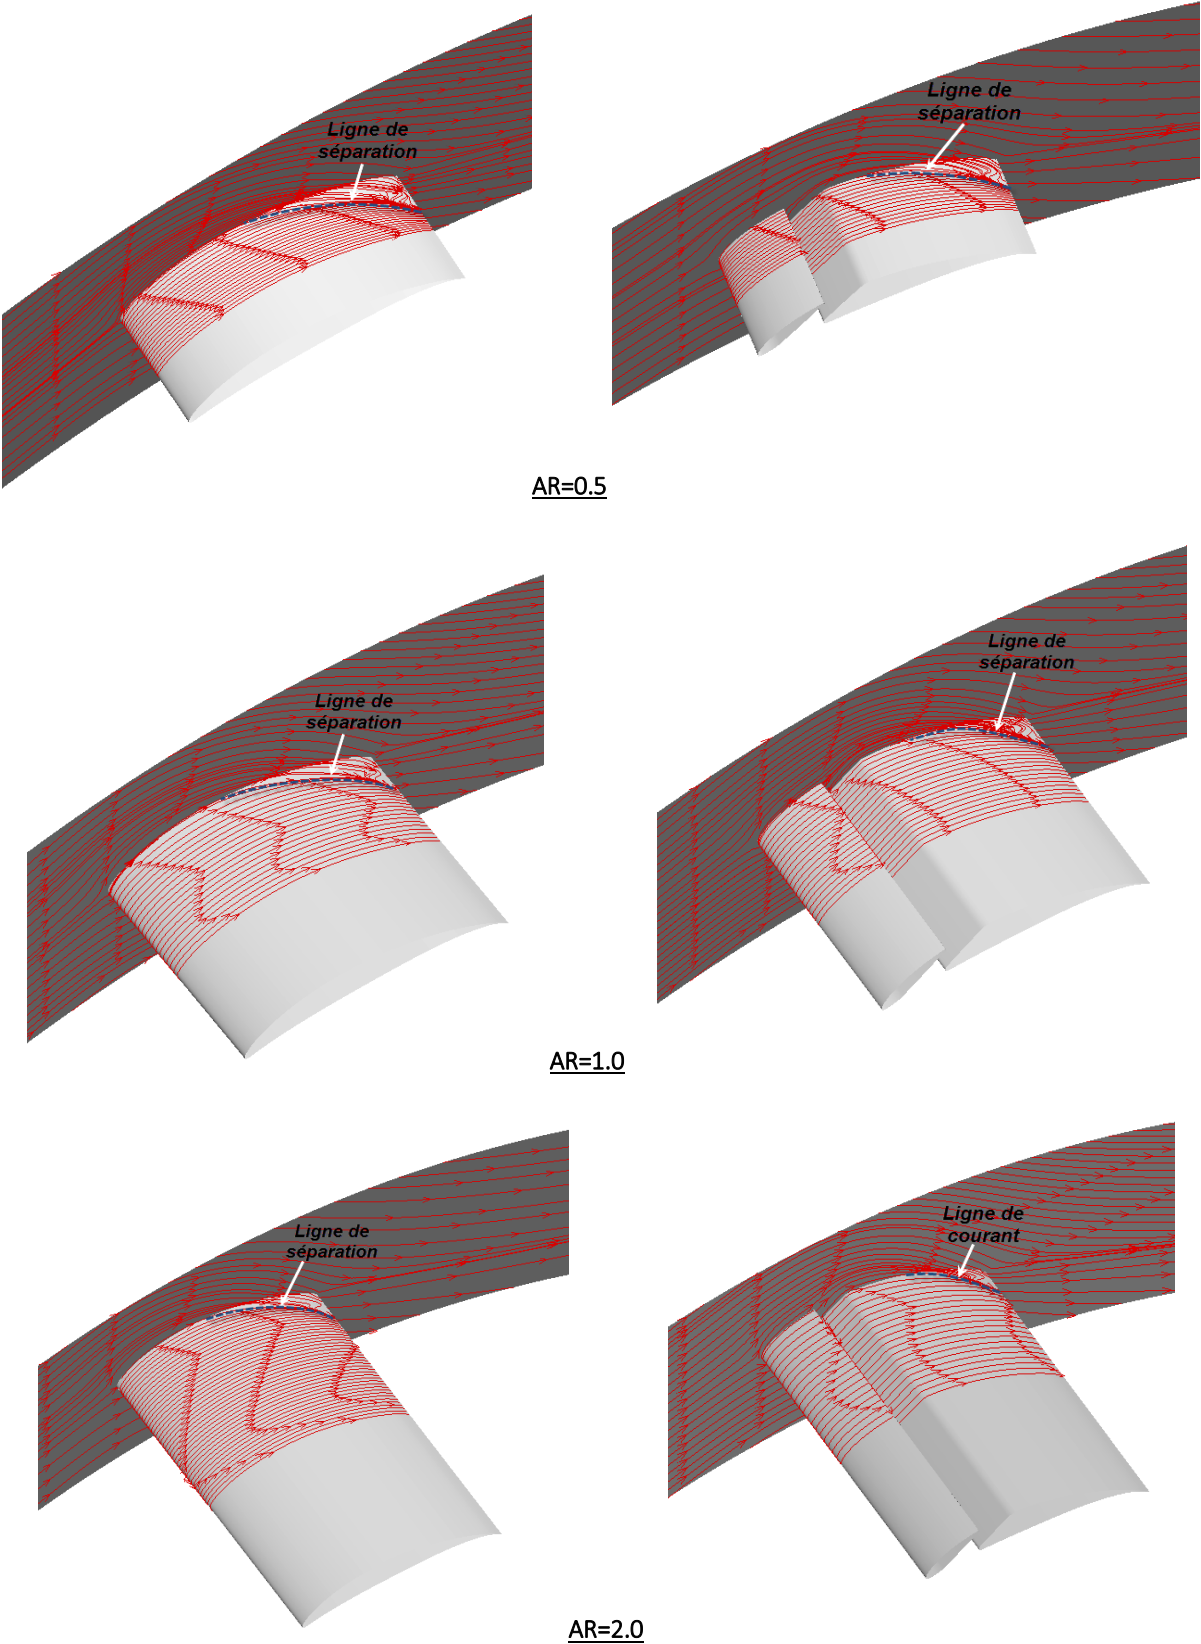 Ligne de
séparation
Ligne de
séparation
AR=0.5
Ligne de
séparation
Ligne de
séparation
AR=1.0
Ligne de
séparation
Ligne de
courant
AR=2.0